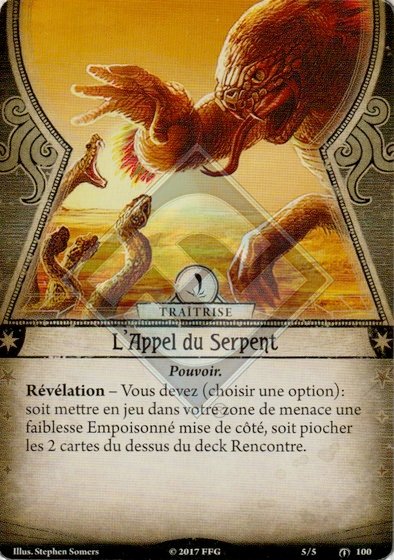 TRAÎTRISE
L'Appel du Serpent
Pouvoir.
Révélation – Vous devez (choisir une option):
soit mettre en jeu dans votre zone de menace une
faiblesse Empoisonné mise de côté, soit piocher
les 2 cartes du dessus du deck Rencontre.
Illus. Stephen Somers © 2017 FFG 5/5 100